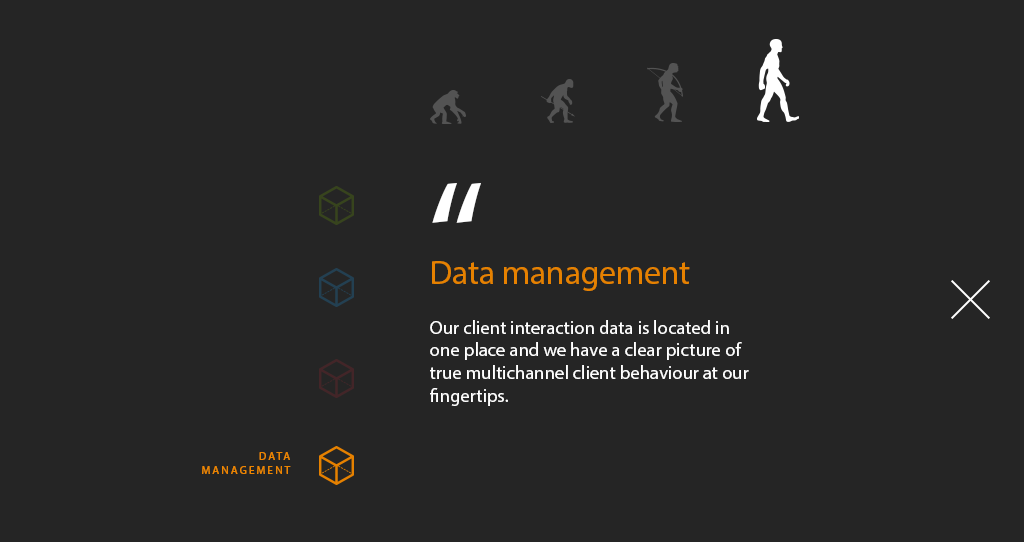 Data management
Our client interaction data is located in
one place and we have a clear picture of
true multichannel client behaviour at our
fingertips.
DATA
MANAGEMENT